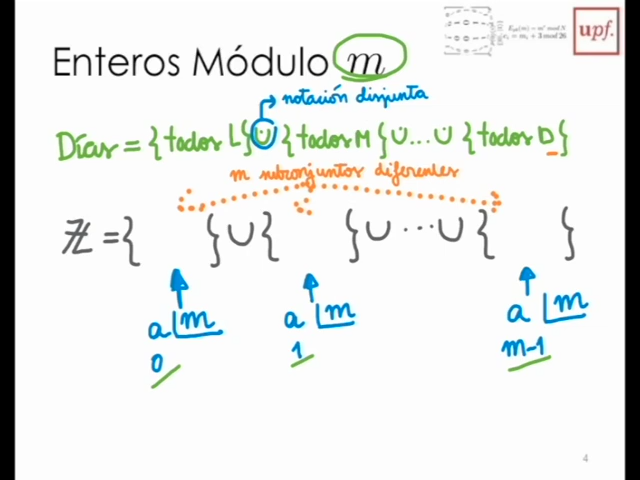 Enteros Módulo m
upf.
notación disjunta
Días = {todos L} ∪ {todos M {∪...∪ {todos D}
m subconjuntos diferentes
ℤ = { } ∪ { } ∪ ... ∪ { }
a |m a |m a |m
0 1 m-1
4